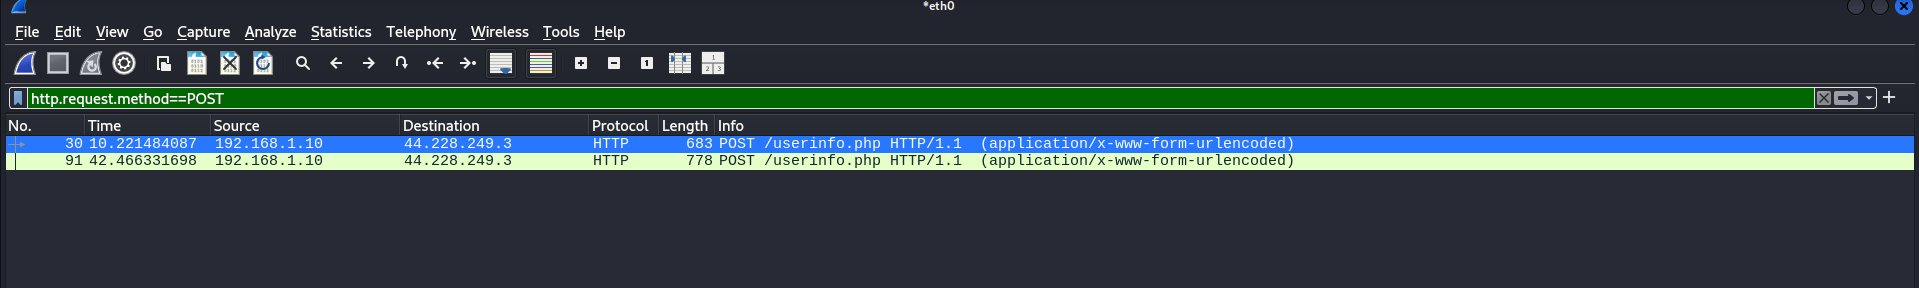 *eth0
File Edit View Go Capture Analyze Statistics Telephony Wireless Tools Help
http.request.method==POST
No. Time Source Destination Protocol Length Info
30 10.221484087 192.168.1.10 44.228.249.3 HTTP 683 POST /userinfo.php HTTP/1.1 (application/x-www-form-urlencoded)
91 42.466331698 192.168.1.10 44.228.249.3 HTTP 778 POST /userinfo.php HTTP/1.1 (application/x-www-form-urlencoded)